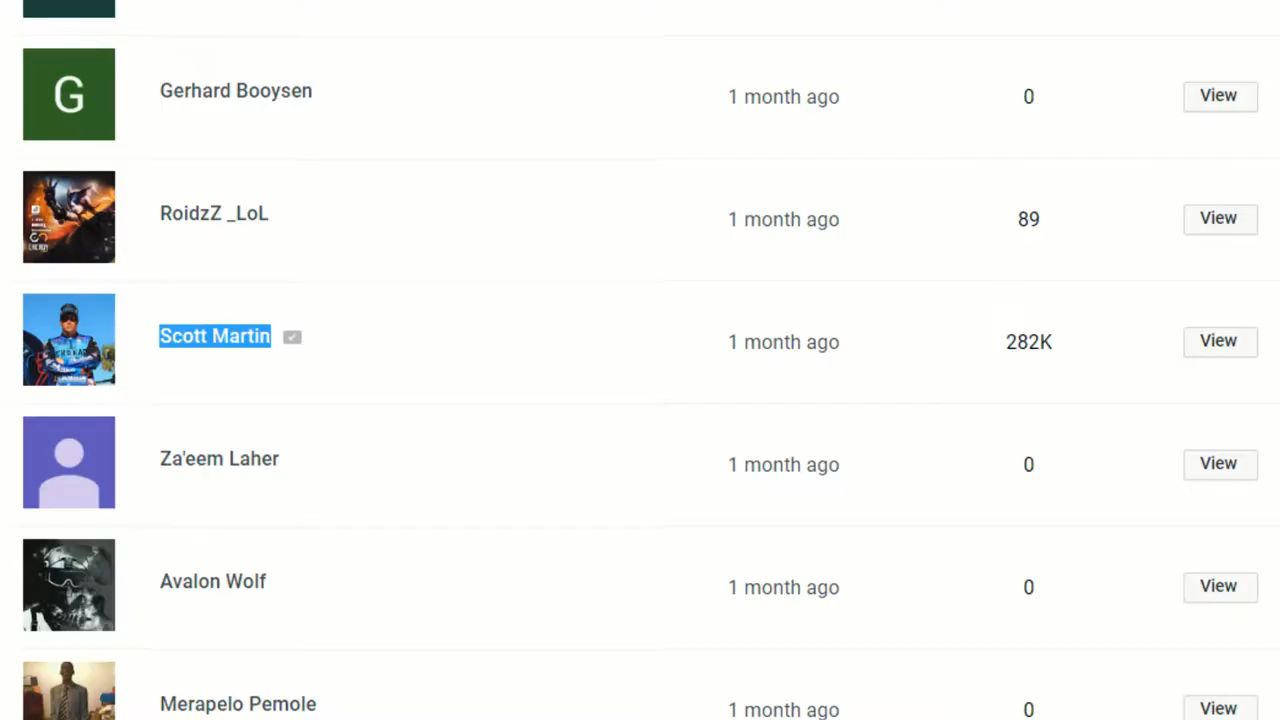 G
Gerhard Booysen 1 month ago 0 View
RoidzZ _LoL 1 month ago 89 View
Scott Martin 1 month ago 282K View
Za'eem Laher 1 month ago 0 View
Avalon Wolf 1 month ago 0 View
Merapelo Pemole 1 month ago 0 View